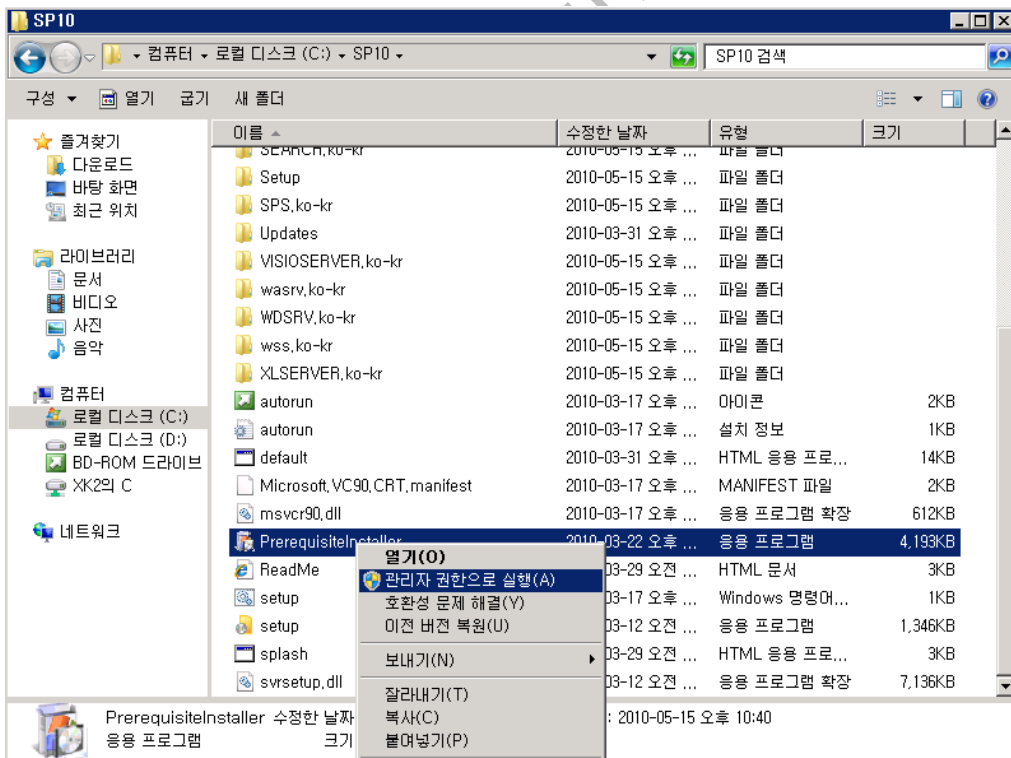 SP10
컴퓨터 로컬 디스크 (C:) SP10 SP10 검색
구성 열기 굽기 새 폴더
즐겨찾기
다운로드
바탕 화면
최근 위치
라이브러리
문서
비디오
사진
음악
컴퓨터
로컬 디스크 (C:)
로컬 디스크 (D:)
BD-ROM 드라이브
XK2의 C
네트워크
이름 수정한 날짜 유형 크기
SEARCH.ko-kr 2010-05-15 오후 ... 파일 폴더
Setup 2010-05-15 오후 ... 파일 폴더
SPS.ko-kr 2010-05-15 오후 ... 파일 폴더
Updates 2010-03-31 오후 ... 파일 폴더
VISIOSERVER.ko-kr 2010-05-15 오후 ... 파일 폴더
wasrv.ko-kr 2010-05-15 오후 ... 파일 폴더
WDSRV.ko-kr 2010-05-15 오후 ... 파일 폴더
wss.ko-kr 2010-05-15 오후 ... 파일 폴더
XLSERVER.ko-kr 2010-05-15 오후 ... 파일 폴더
autorun 2010-03-17 오후 ... 아이콘 2KB
autorun 2010-03-17 오후 ... 설치 정보 1KB
default 2010-03-31 오후 ... HTML 응용 프로... 14KB
Microsoft.VC90.CRT.manifest 2010-03-17 오후 ... MANIFEST 파일 2KB
msvcr90.dll 2010-03-17 오후 ... 응용 프로그램 확장 612KB
PrerequisiteInstaller 2010-03-22 오후 ... 응용 프로그램 4,193KB
ReadMe 03-29 오전 ... HTML 문서 3KB
setup 03-17 오후 ... Windows 명령어... 1KB
setup 03-12 오전 ... 응용 프로그램 1,346KB
splash 03-29 오전 ... HTML 응용 프로... 3KB
svrsetup.dll 03-12 오전 ... 응용 프로그램 확장 7,136KB
열기(O)
관리자 권한으로 실행(A)
호환성 문제 해결(Y)
이전 버전 복원(U)
보내기(N)
잘라내기(T)
복사(C)
붙여넣기(P)
PrerequisiteInstaller 수정한 날짜 : 2010-05-15 오후 10:40
응용 프로그램 크기